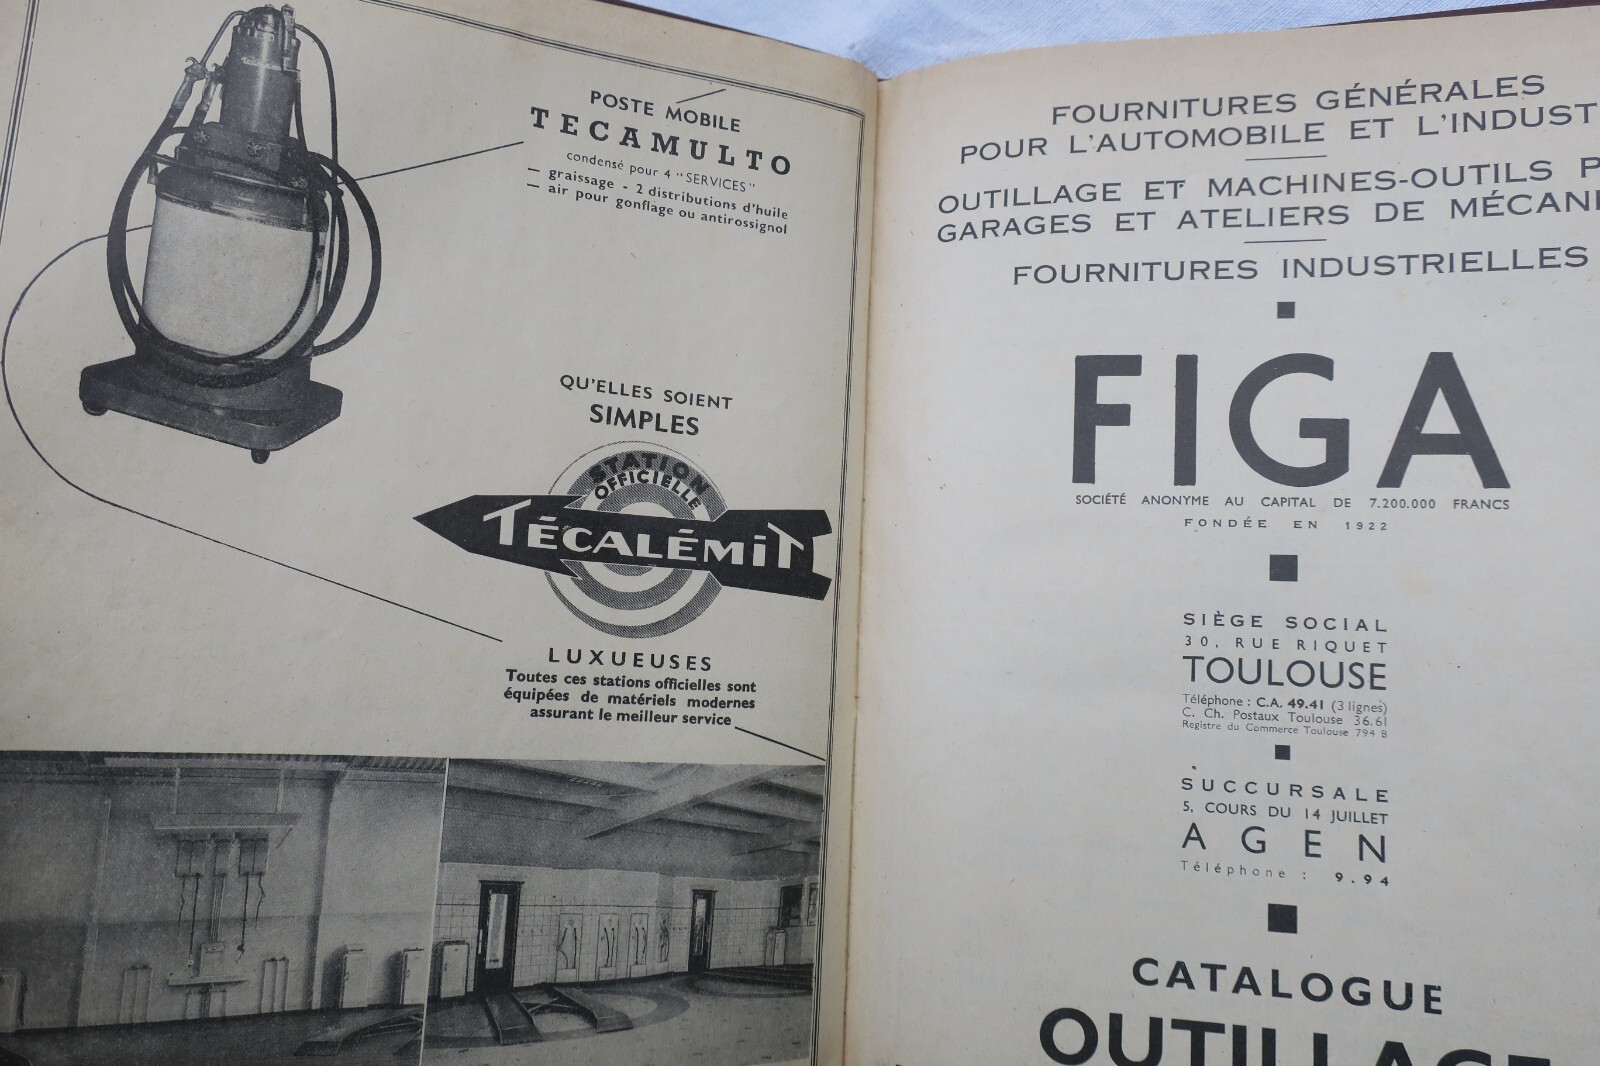 POSTE MOBILE
TECAMULTO
condensé pour 4 "SERVICES"
— graissage - 2 distributions d'huile
— air pour gonflage ou antirossignol
QU'ELLES SOIENT
SIMPLES
STATION
OFFICIELLE
TÉCALÉMIT
LUXUEUSES
Toutes ces stations officielles sont
équipées de matériels modernes
assurant le meilleur service
FOURNITURES GÉNÉRALES
POUR L'AUTOMOBILE ET L'INDUST
OUTILLAGE ET MACHINES-OUTILS P
GARAGES ET ATELIERS DE MÉCANI
FOURNITURES INDUSTRIELLES
FIGA
SOCIÉTÉ ANONYME AU CAPITAL DE 7.200.000 FRANCS
FONDÉE EN 1922
SIÈGE SOCIAL
30, RUE RIQUET
TOULOUSE
Téléphone : C.A. 49.41 (3 lignes)
C. Ch. Postaux Toulouse 36.61
Registre du Commerce Toulouse 794 B
SUCCURSALE
5, COURS DU 14 JUILLET
AGEN
Téléphone : 9.94
CATALOGUE
OUTILLAGE